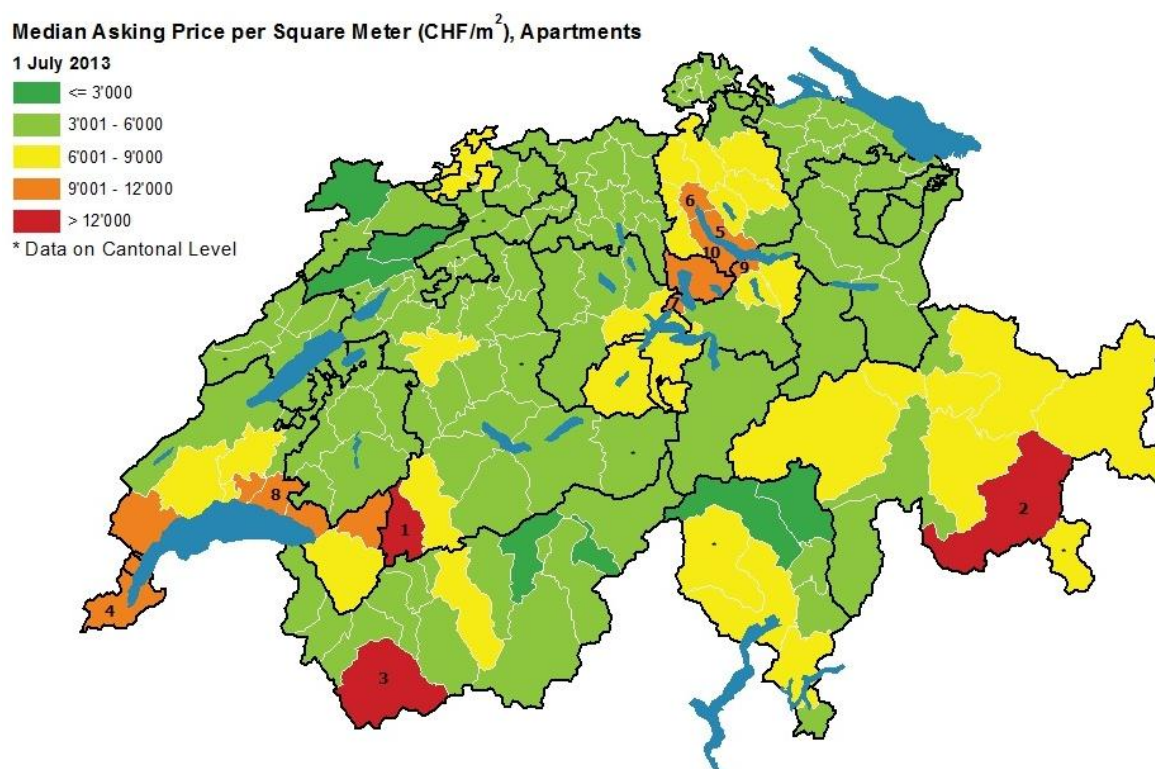 Median Asking Price per Square Meter (CHF/m²), Apartments
1 July 2013
<= 3'000
3'001 - 6'000
6'001 - 9'000
9'001 - 12'000
> 12'000
* Data on Cantonal Level
6
5
10
9
7
8
1
2
4
3